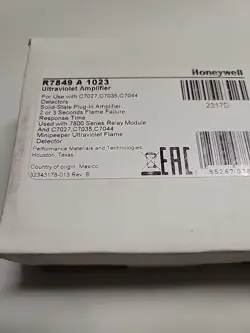 Honeywell
R7849 A 1023
Ultraviolet Amplifier
For Use with C7027,C7035,C7044
Detectors
Solid-State Plug-In Amplifier
2 or 3 Seconds Flame Failure
Response Time
Used with 7800 Series Relay Module
And C7027,C7035,C7044
Minipeeper Ultraviolet Flame
Detector
2317D
Performance Materials and Technologies
Houston, Texas
Country of origin: Mexico
32343178-013 Rev. B
EAC